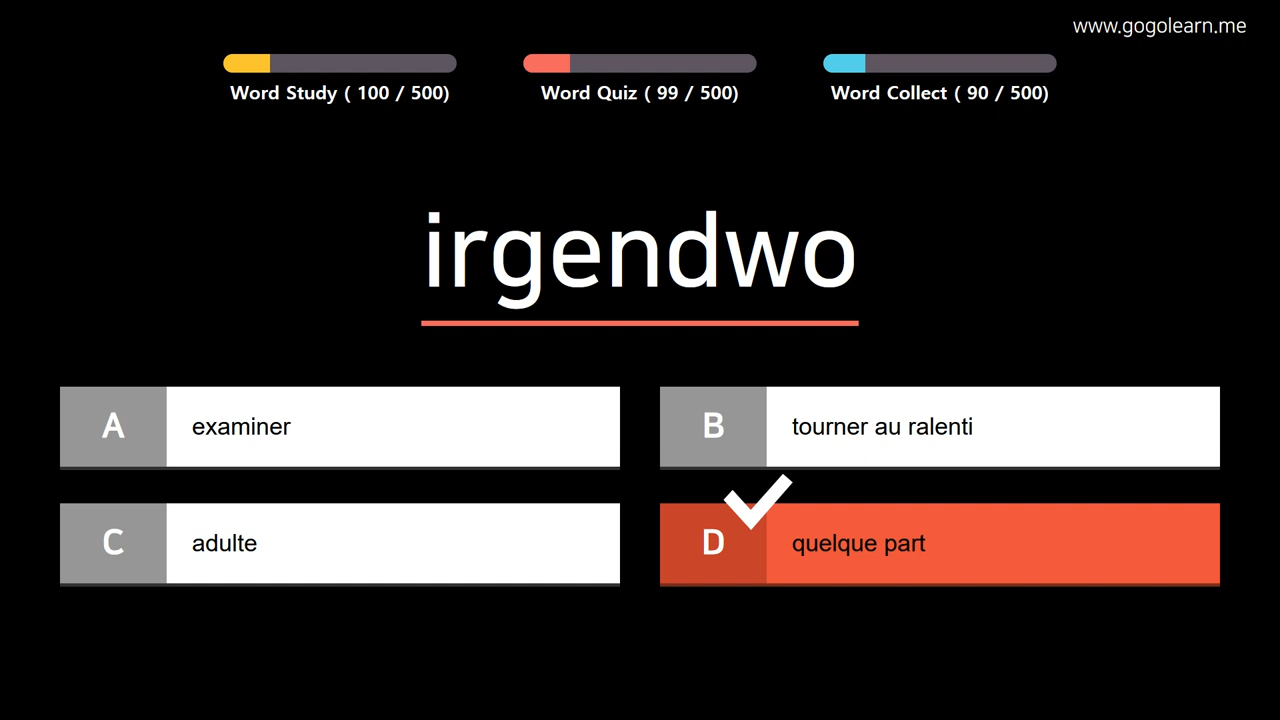 www.gogolearn.me
Word Study ( 100 / 500)
Word Quiz ( 99 / 500)
Word Collect ( 90 / 500)
irgendwo
A examiner
B tourner au ralenti
C adulte
D quelque part